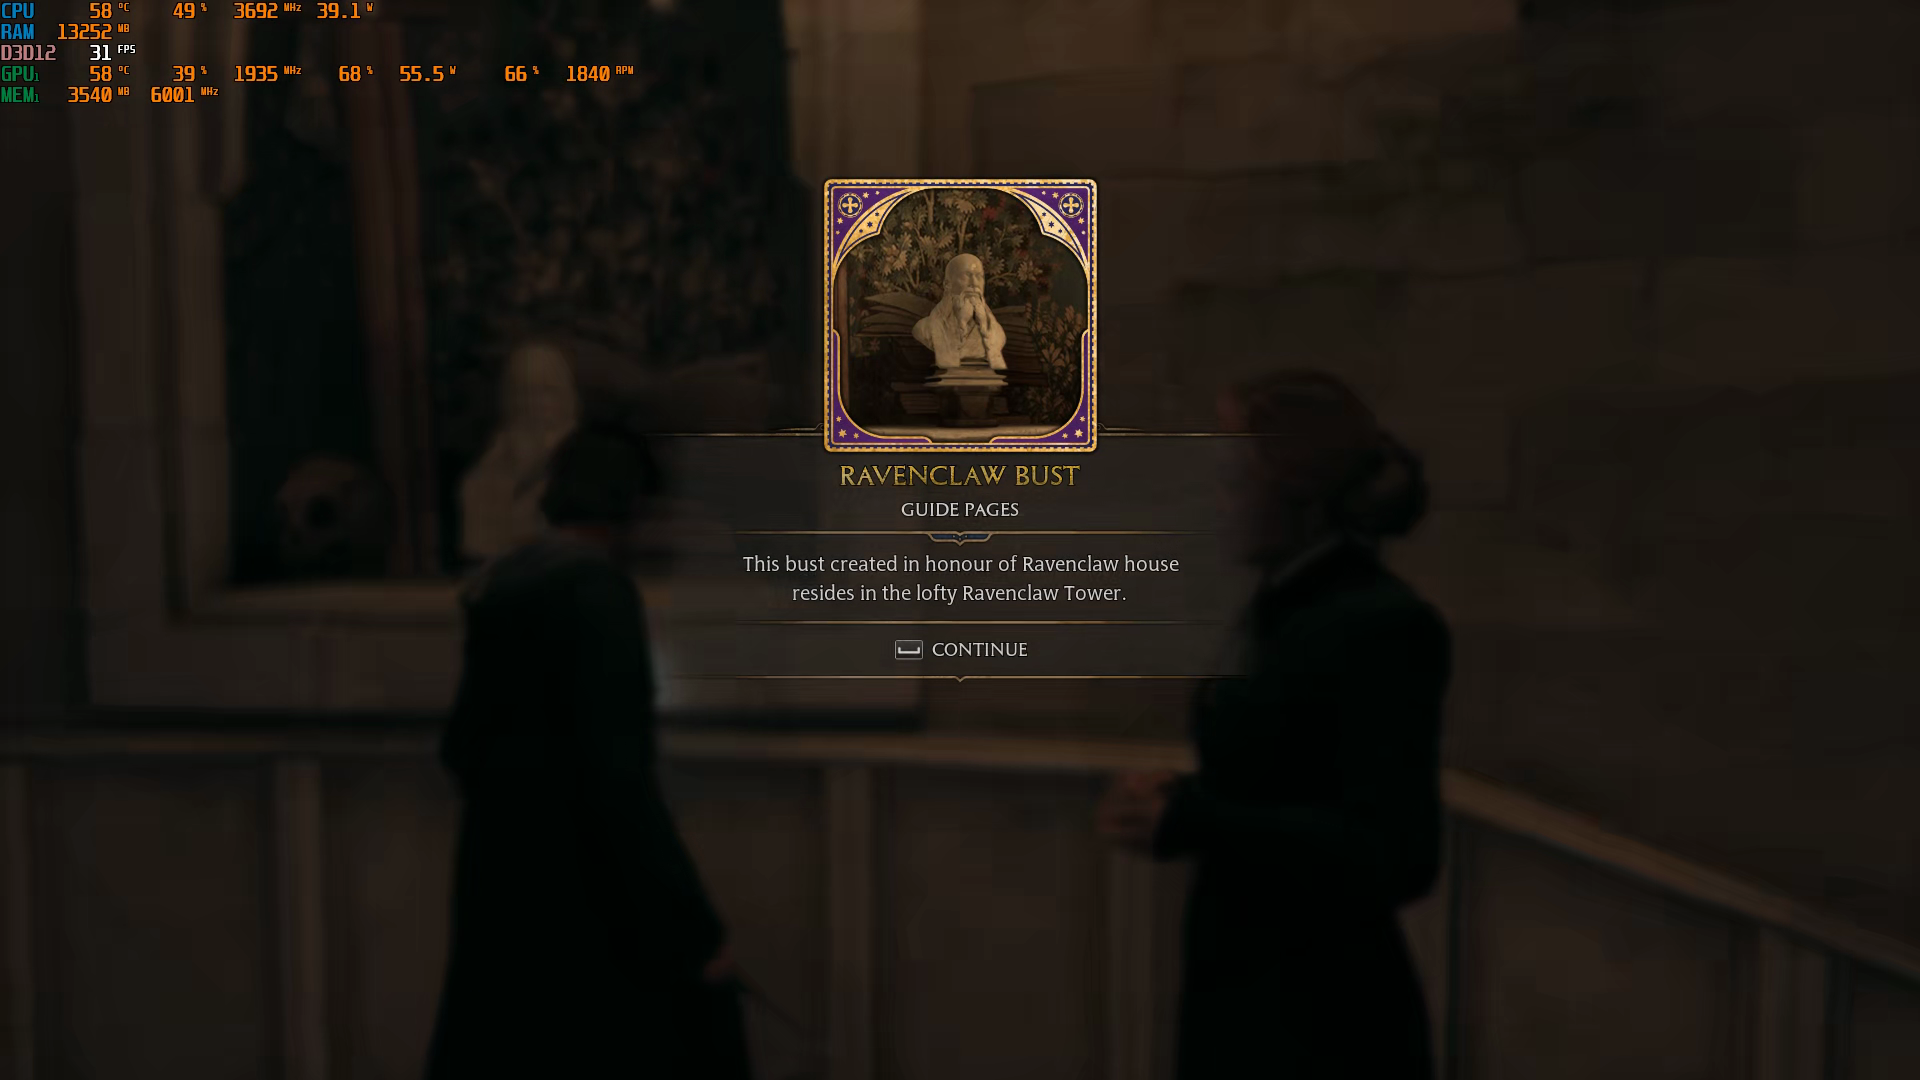 CPU 58 °C 49 % 3692 MHz 39.1 W
RAM 13252 MB
D3D12 31 FPS
GPU1 58 °C 39 % 1935 MHz 68 % 55.5 W 66 % 1840 RPM
MEM1 3540 MB 6001 MHz
RAVENCLAW BUST
GUIDE PAGES
This bust created in honour of Ravenclaw house
resides in the lofty Ravenclaw Tower.
CONTINUE